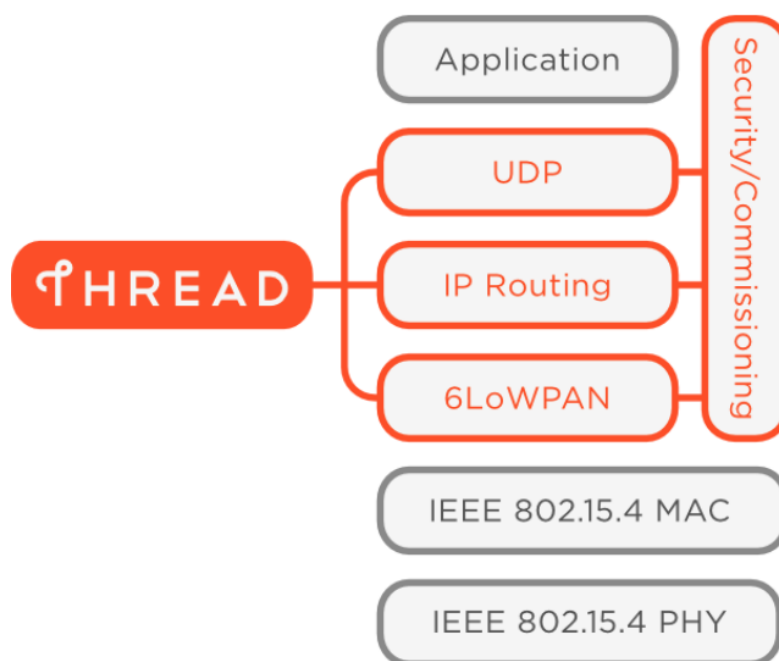 Application
UDP
THREAD
IP Routing
6LoWPAN
Security/Commissioning
IEEE 802.15.4 MAC
IEEE 802.15.4 PHY